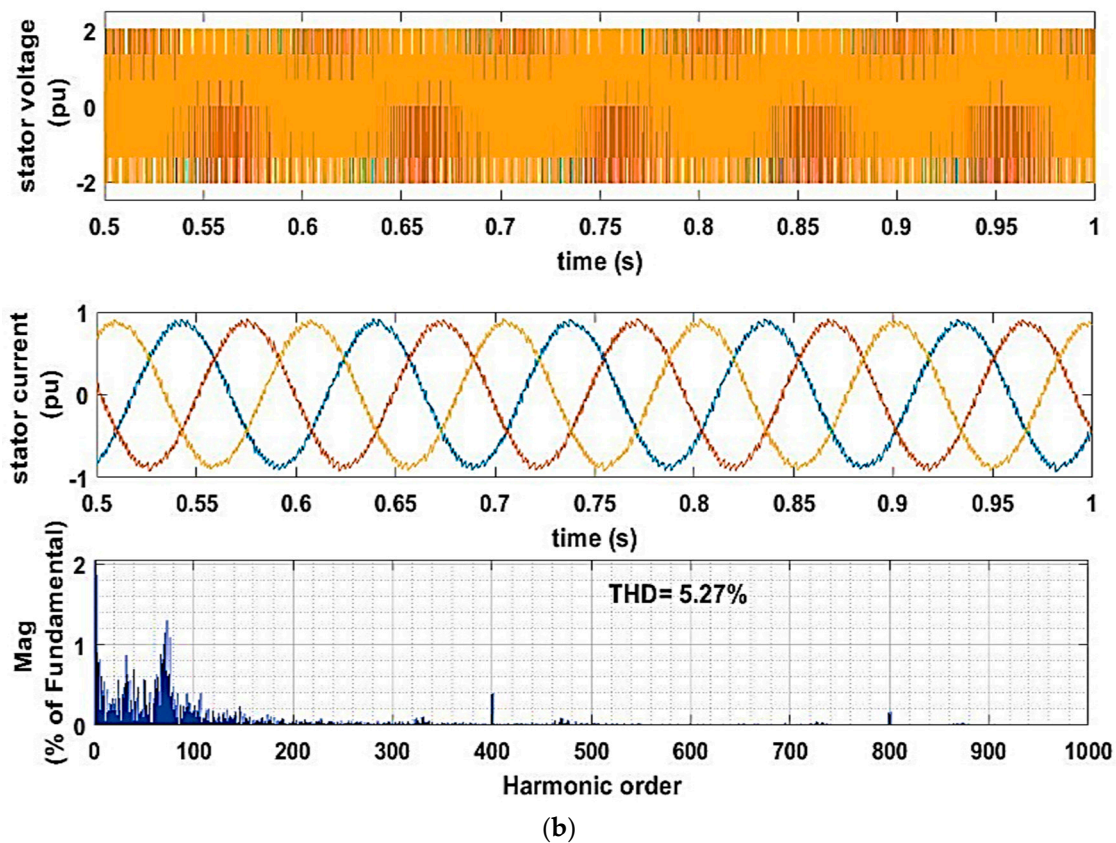 stator voltage
(pu)
2
0
-2
0.5 0.55 0.6 0.65 0.7 0.75 0.8 0.85 0.9 0.95 1
time (s)
stator current
(pu)
1
0
-1
0.5 0.55 0.6 0.65 0.7 0.75 0.8 0.85 0.9 0.95 1
time (s)
Mag
(% of Fundamental)
2
1
0
THD= 5.27%
0 100 200 300 400 500 600 700 800 900 1000
Harmonic order
(b)